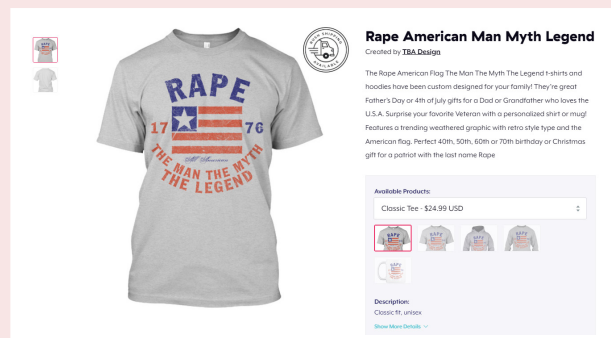 RAPE
17 76
All American
THE MAN THE MYTH
THE LEGEND
RUSH SHIPPING
AVAILABLE
Rape American Man Myth Legend
Created by TBA Design
The Rape American Flag The Man The Myth The Legend t-shirts and
hoodies have been custom designed for your family! They're great
Father's Day or 4th of july gifts for a Dad or Grandfather who loves the
U.S.A. Surprise your favorite Veteran with a personalized shirt or mug!
Features a trending weathered graphic with retro style type and the
American flag. Perfect 40th, 50th, 60th or 70th birthday or Christmas
gift for a patriot with the last name Rape
Available Products:
Classic Tee - $24.99 USD
Description:
Classic fit, unisex
Show More Details